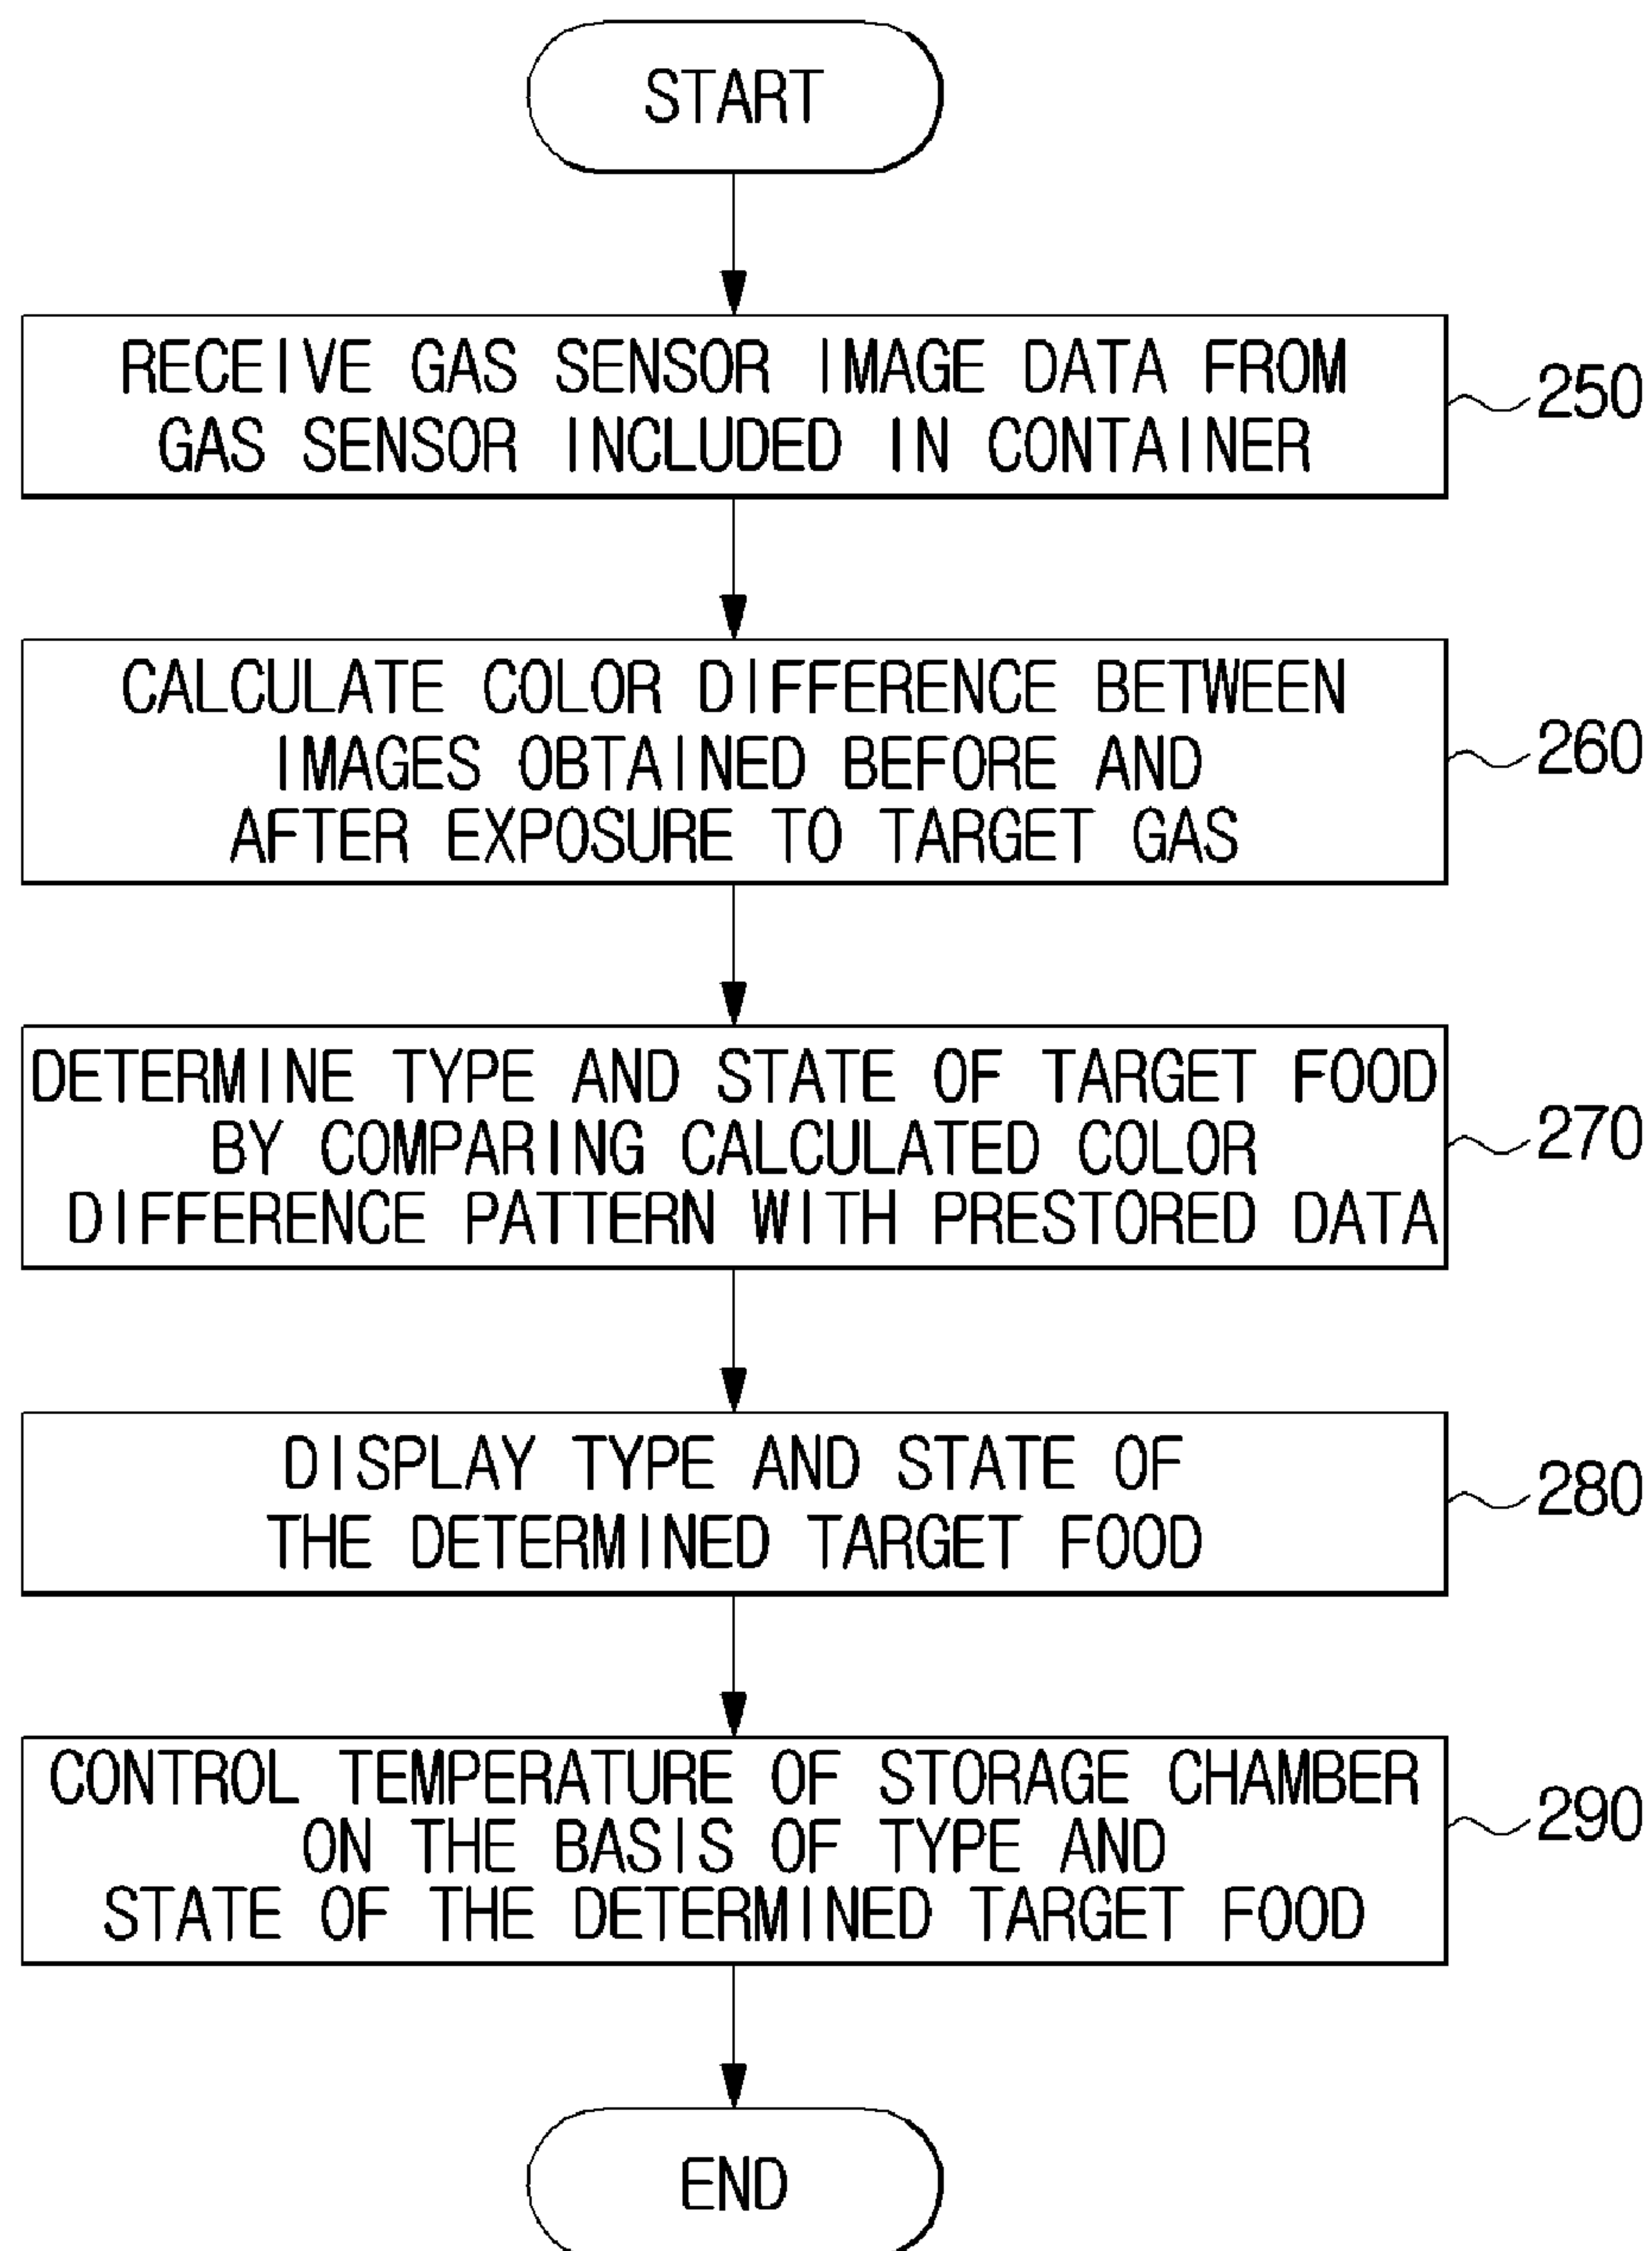 START
RECEIVE GAS SENSOR IMAGE DATA FROM
GAS SENSOR INCLUDED IN CONTAINER
250
CALCULATE COLOR DIFFERENCE BETWEEN
IMAGES OBTAINED BEFORE AND
AFTER EXPOSURE TO TARGET GAS
260
DETERMINE TYPE AND STATE OF TARGET FOOD
BY COMPARING CALCULATED COLOR
DIFFERENCE PATTERN WITH PRESTORED DATA
270
DISPLAY TYPE AND STATE OF
THE DETERMINED TARGET FOOD
280
CONTROL TEMPERATURE OF STORAGE CHAMBER
ON THE BASIS OF TYPE AND
STATE OF THE DETERMINED TARGET FOOD
290
END